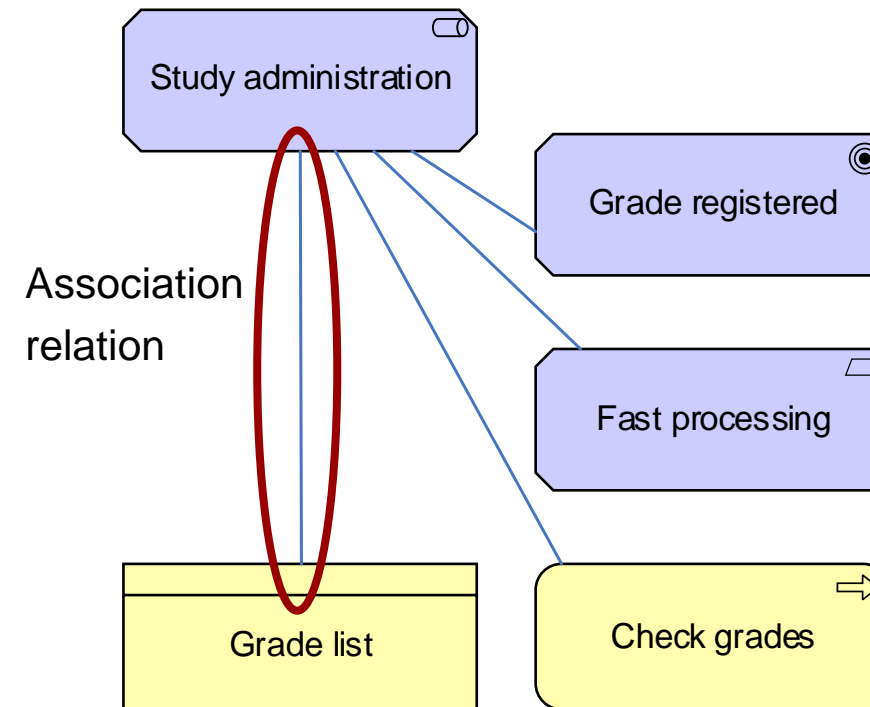 Study administration
Grade registered
Association
relation
Fast processing
Grade list
Check grades